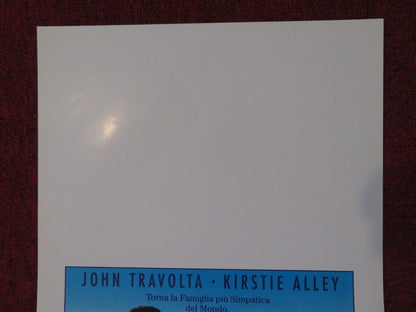 JOHN TRAVOLTA · KIRSTIE ALLEY
Torna la Famiglia più Simpatica
del Mondo.